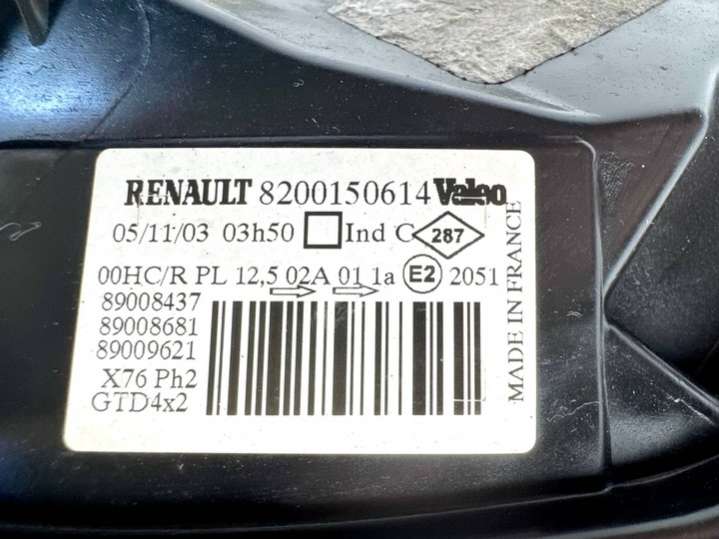 RENAULT 8200150614 Valeo
05/11/03 03h50 Ind C 287
00HC/R PL 12,5 02A 01 1a E2 2051
89008437
89008681
89009621
X76 Ph2
GTD4x2
MADE IN FRANCE